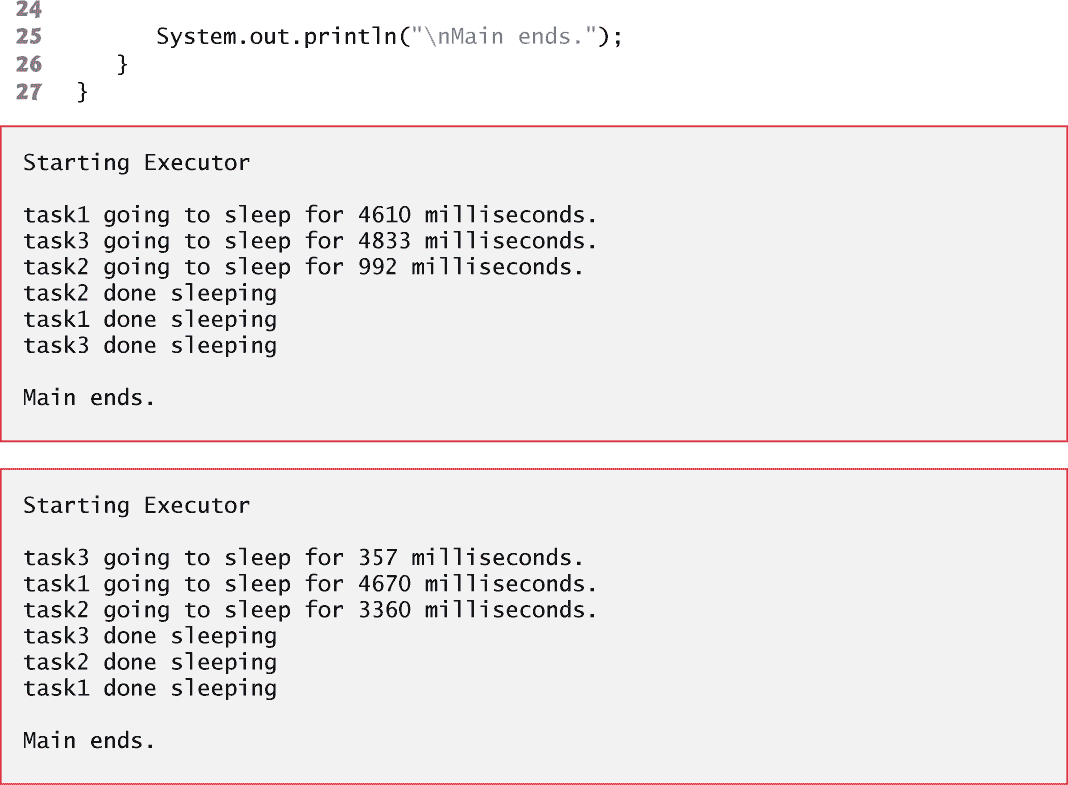 24
25 System.out.println("\nMain ends.");
26 }
27 }
Starting Executor
task1 going to sleep for 4610 milliseconds.
task3 going to sleep for 4833 milliseconds.
task2 going to sleep for 992 milliseconds.
task2 done sleeping
task1 done sleeping
task3 done sleeping
Main ends.
Starting Executor
task3 going to sleep for 357 milliseconds.
task1 going to sleep for 4670 milliseconds.
task2 going to sleep for 3360 milliseconds.
task3 done sleeping
task2 done sleeping
task1 done sleeping
Main ends.